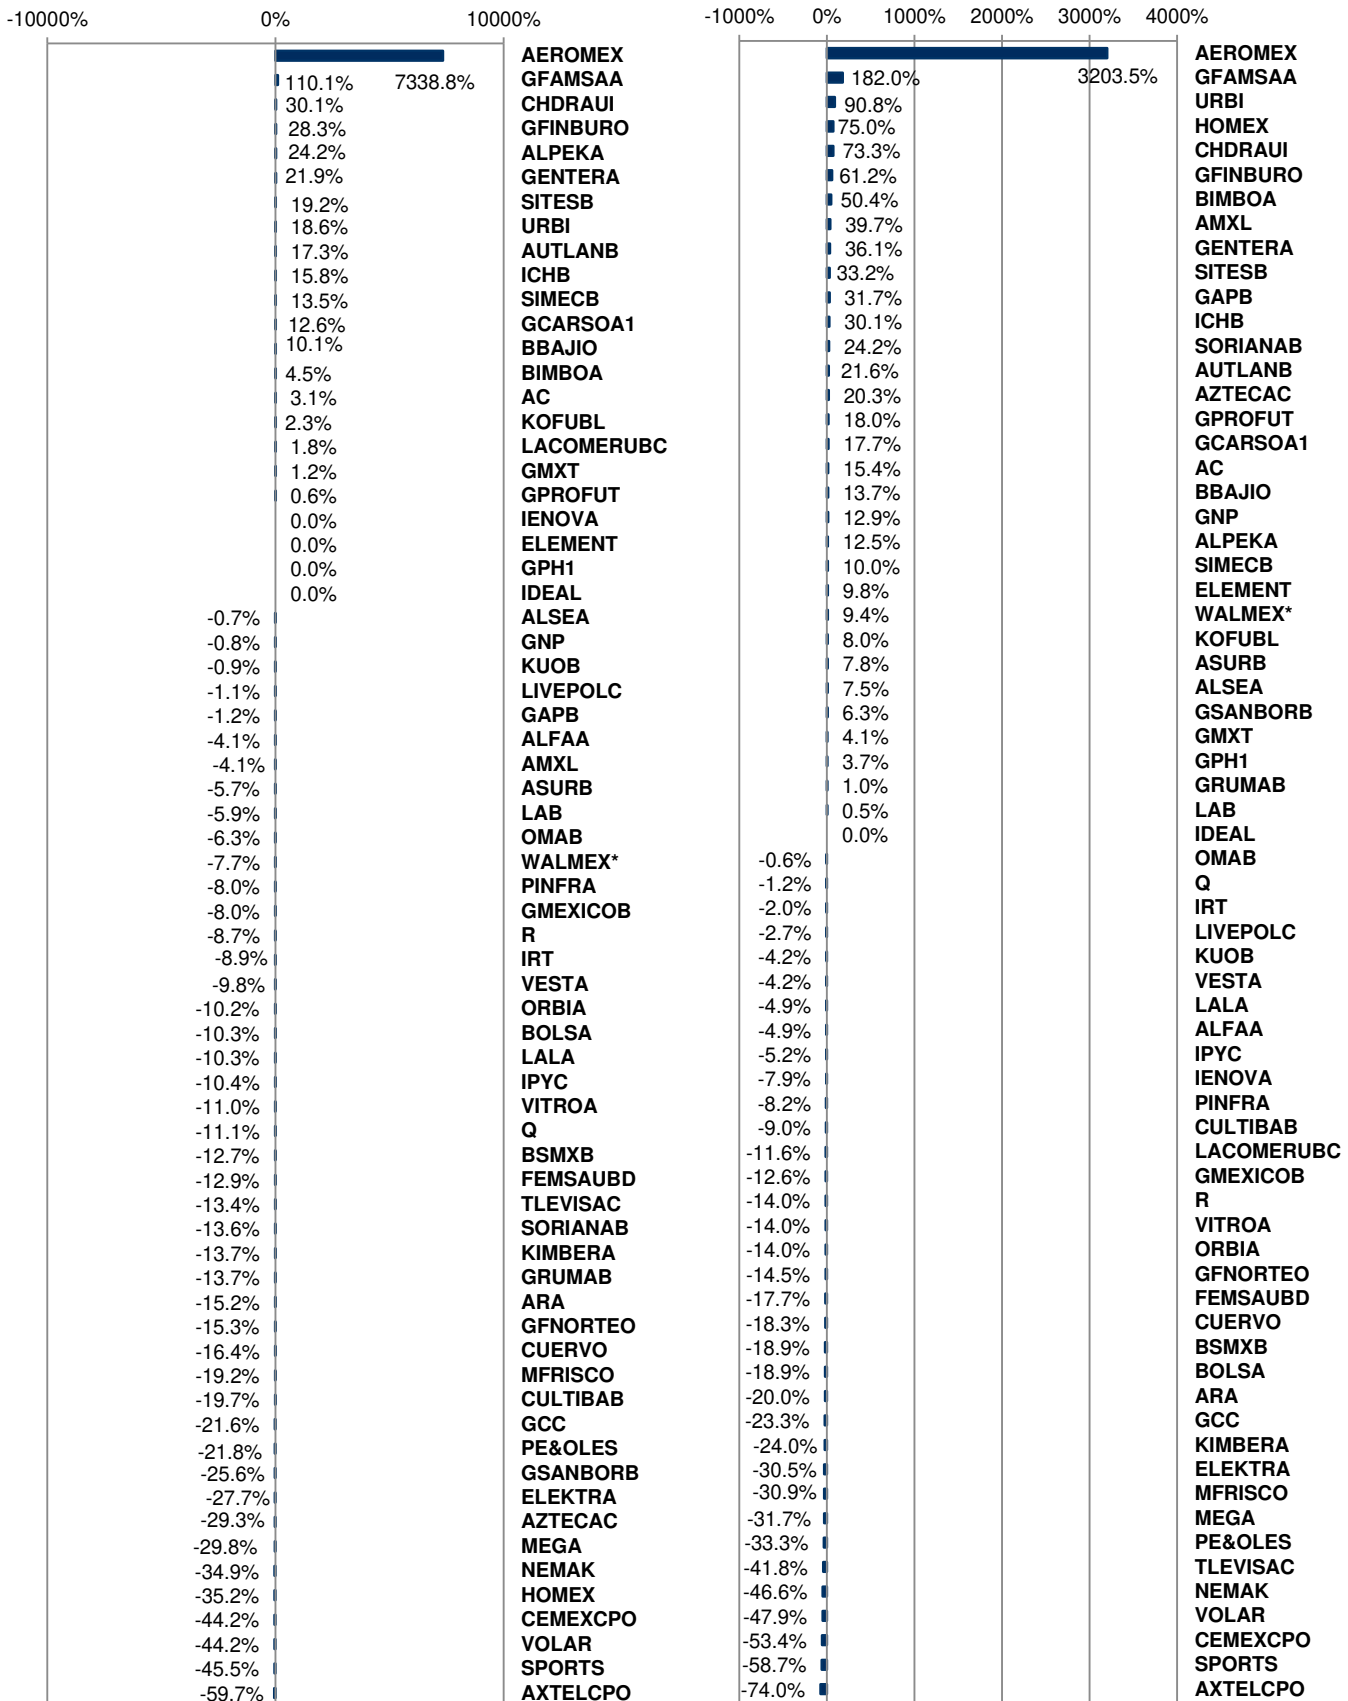 -10000% 0% 10000%
AEROMEX
110.1% 7338.8% GFAMSAA
30.1% CHDRAUI
28.3% GFINBURO
24.2% ALPEKA
21.9% GENTERA
19.2% SITESB
18.6% URBI
17.3% AUTLANB
15.8% ICHB
13.5% SIMECB
12.6% GCARSOA1
10.1% BBAJIO
4.5% BIMBOA
3.1% AC
2.3% KOFUBL
1.8% LACOMERUBC
1.2% GMXT
0.6% GPROFUT
0.0% IENOVA
0.0% ELEMENT
0.0% GPH1
0.0% IDEAL
-0.7% ALSEA
-0.8% GNP
-0.9% KUOB
-1.1% LIVEPOLC
-1.2% GAPB
-4.1% ALFAA
-4.1% AMXL
-5.7% ASURB
-5.9% LAB
-6.3% OMAB
-7.7% WALMEX*
-8.0% PINFRA
-8.0% GMEXICOB
-8.7% R
-8.9% IRT
-9.8% VESTA
-10.2% ORBIA
-10.3% BOLSA
-10.3% LALA
-10.4% IPYC
-11.0% VITROA
-11.1% Q
-12.7% BSMXB
-12.9% FEMSAUBD
-13.4% TLEVISAC
-13.6% SORIANAB
-13.7% KIMBERA
-13.7% GRUMAB
-15.2% ARA
-15.3% GFNORTEO
-16.4% CUERVO
-19.2% MFRISCO
-19.7% CULTIBAB
-21.6% GCC
-21.8% PE&OLES
-25.6% GSANBORB
-27.7% ELEKTRA
-29.3% AZTECAC
-29.8% MEGA
-34.9% NEMAK
-35.2% HOMEX
-44.2% CEMEXCPO
-44.2% VOLAR
-45.5% SPORTS
-59.7% AXTELCPO
-1000% 0% 1000% 2000% 3000% 4000%
AEROMEX
182.0% 3203.5% GFAMSAA
90.8% URBI
75.0% HOMEX
73.3% CHDRAUI
61.2% GFINBURO
50.4% BIMBOA
39.7% AMXL
36.1% GENTERA
33.2% SITESB
31.7% GAPB
30.1% ICHB
24.2% SORIANAB
21.6% AUTLANB
20.3% AZTECAC
18.0% GPROFUT
17.7% GCARSOA1
15.4% AC
13.7% BBAJIO
12.9% GNP
12.5% ALPEKA
10.0% SIMECB
9.8% ELEMENT
9.4% WALMEX*
8.0% KOFUBL
7.8% ASURB
7.5% ALSEA
6.3% GSANBORB
4.1% GMXT
3.7% GPH1
1.0% GRUMAB
0.5% LAB
0.0% IDEAL
-0.6% OMAB
-1.2% Q
-2.0% IRT
-2.7% LIVEPOLC
-4.2% KUOB
-4.2% VESTA
-4.9% LALA
-4.9% ALFAA
-5.2% IPYC
-7.9% IENOVA
-8.2% PINFRA
-9.0% CULTIBAB
-11.6% LACOMERUBC
-12.6% GMEXICOB
-14.0% R
-14.0% VITROA
-14.0% ORBIA
-14.5% GFNORTEO
-17.7% FEMSAUBD
-18.3% CUERVO
-18.9% BSMXB
-18.9% BOLSA
-20.0% ARA
-23.3% GCC
-24.0% KIMBERA
-30.5% ELEKTRA
-30.9% MFRISCO
-31.7% MEGA
-33.3% PE&OLES
-41.8% TLEVISAC
-46.6% NEMAK
-47.9% VOLAR
-53.4% CEMEXCPO
-58.7% SPORTS
-74.0% AXTELCPO